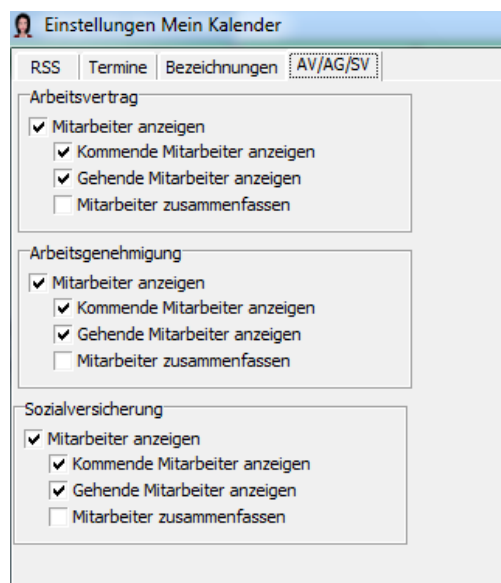 Einstellungen Mein Kalender
RSS Termine Bezeichnungen AV/AG/SV
Arbeitsvertrag
Mitarbeiter anzeigen
Kommende Mitarbeiter anzeigen
Gehende Mitarbeiter anzeigen
Mitarbeiter zusammenfassen
Arbeitsgenehmigung
Mitarbeiter anzeigen
Kommende Mitarbeiter anzeigen
Gehende Mitarbeiter anzeigen
Mitarbeiter zusammenfassen
Sozialversicherung
Mitarbeiter anzeigen
Kommende Mitarbeiter anzeigen
Gehende Mitarbeiter anzeigen
Mitarbeiter zusammenfassen